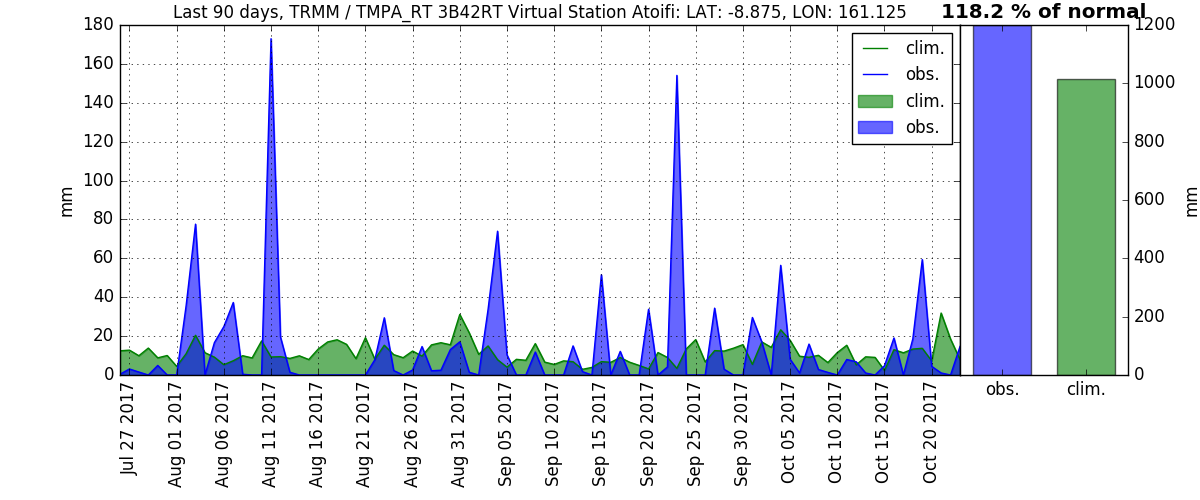 Last 90 days, TRMM / TMPA_RT 3B42RT Virtual Station Atoifi: LAT: -8.875, LON: 161.125
118.2 % of normal
180
160
140
120
100
80
60
40
20
0
mm
clim.
obs.
clim.
obs.
Jul 27 2017
Aug 01 2017
Aug 06 2017
Aug 11 2017
Aug 16 2017
Aug 21 2017
Aug 26 2017
Aug 31 2017
Sep 05 2017
Sep 10 2017
Sep 15 2017
Sep 20 2017
Sep 25 2017
Sep 30 2017
Oct 05 2017
Oct 10 2017
Oct 15 2017
Oct 20 2017
1200
1000
800
600
400
200
0
mm
obs.
clim.